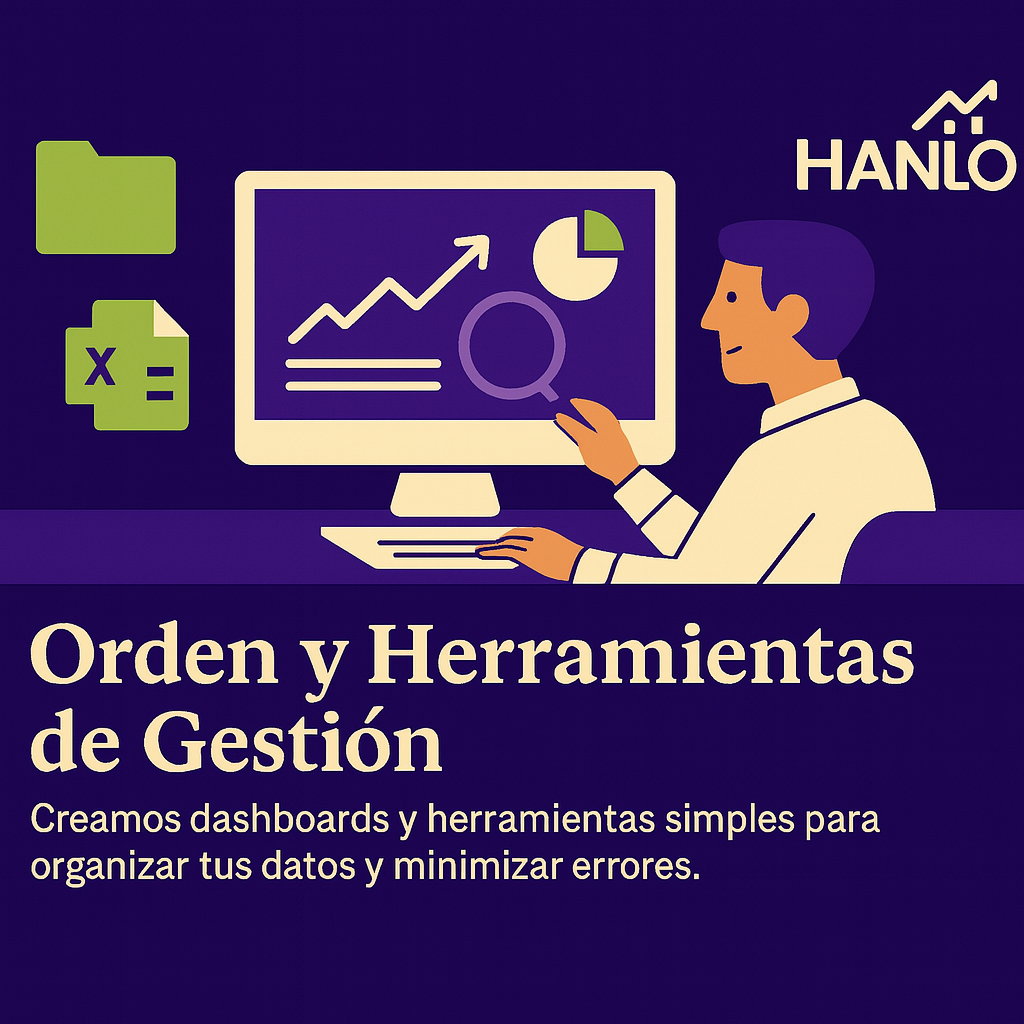 HANLO
X
Orden y Herramientas
de Gestión
Creamos dashboards y herramientas simples para
organizar tus datos y minimizar errores.